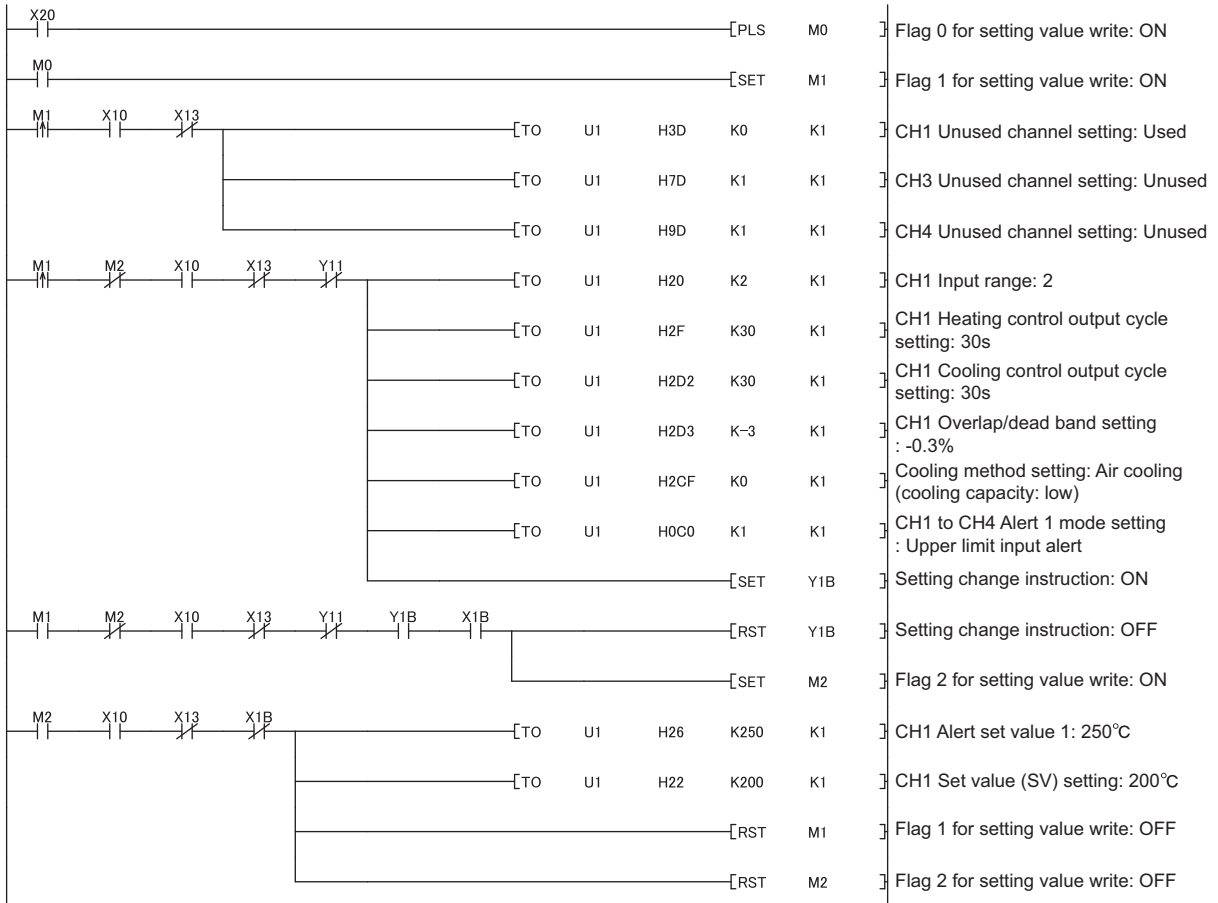 X20
[PLS M0 ] Flag 0 for setting value write: ON
M0
[SET M1 ] Flag 1 for setting value write: ON
M1 X10 X13
[TO U1 H3D K0 K1 ] CH1 Unused channel setting: Used
[TO U1 H7D K1 K1 ] CH3 Unused channel setting: Unused
[TO U1 H9D K1 K1 ] CH4 Unused channel setting: Unused
M1 M2 X10 X13 Y11
[TO U1 H20 K2 K1 ] CH1 Input range: 2
CH1 Heating control output cycle
[TO U1 H2F K30 K1 ] setting: 30s
CH1 Cooling control output cycle
[TO U1 H2D2 K30 K1 ] setting: 30s
CH1 Overlap/dead band setting
[TO U1 H2D3 K-3 K1 ] : -0.3%
Cooling method setting: Air cooling
[TO U1 H2CF K0 K1 ] (cooling capacity: low)
CH1 to CH4 Alert 1 mode setting
[TO U1 H0C0 K1 K1 ] : Upper limit input alert
[SET Y1B ] Setting change instruction: ON
M1 M2 X10 X13 Y11 Y1B X1B
[RST Y1B ] Setting change instruction: OFF
[SET M2 ] Flag 2 for setting value write: ON
M2 X10 X13 X1B
[TO U1 H26 K250 K1 ] CH1 Alert set value 1: 250℃
[TO U1 H22 K200 K1 ] CH1 Set value (SV) setting: 200℃
[RST M1 ] Flag 1 for setting value write: OFF
[RST M2 ] Flag 2 for setting value write: OFF